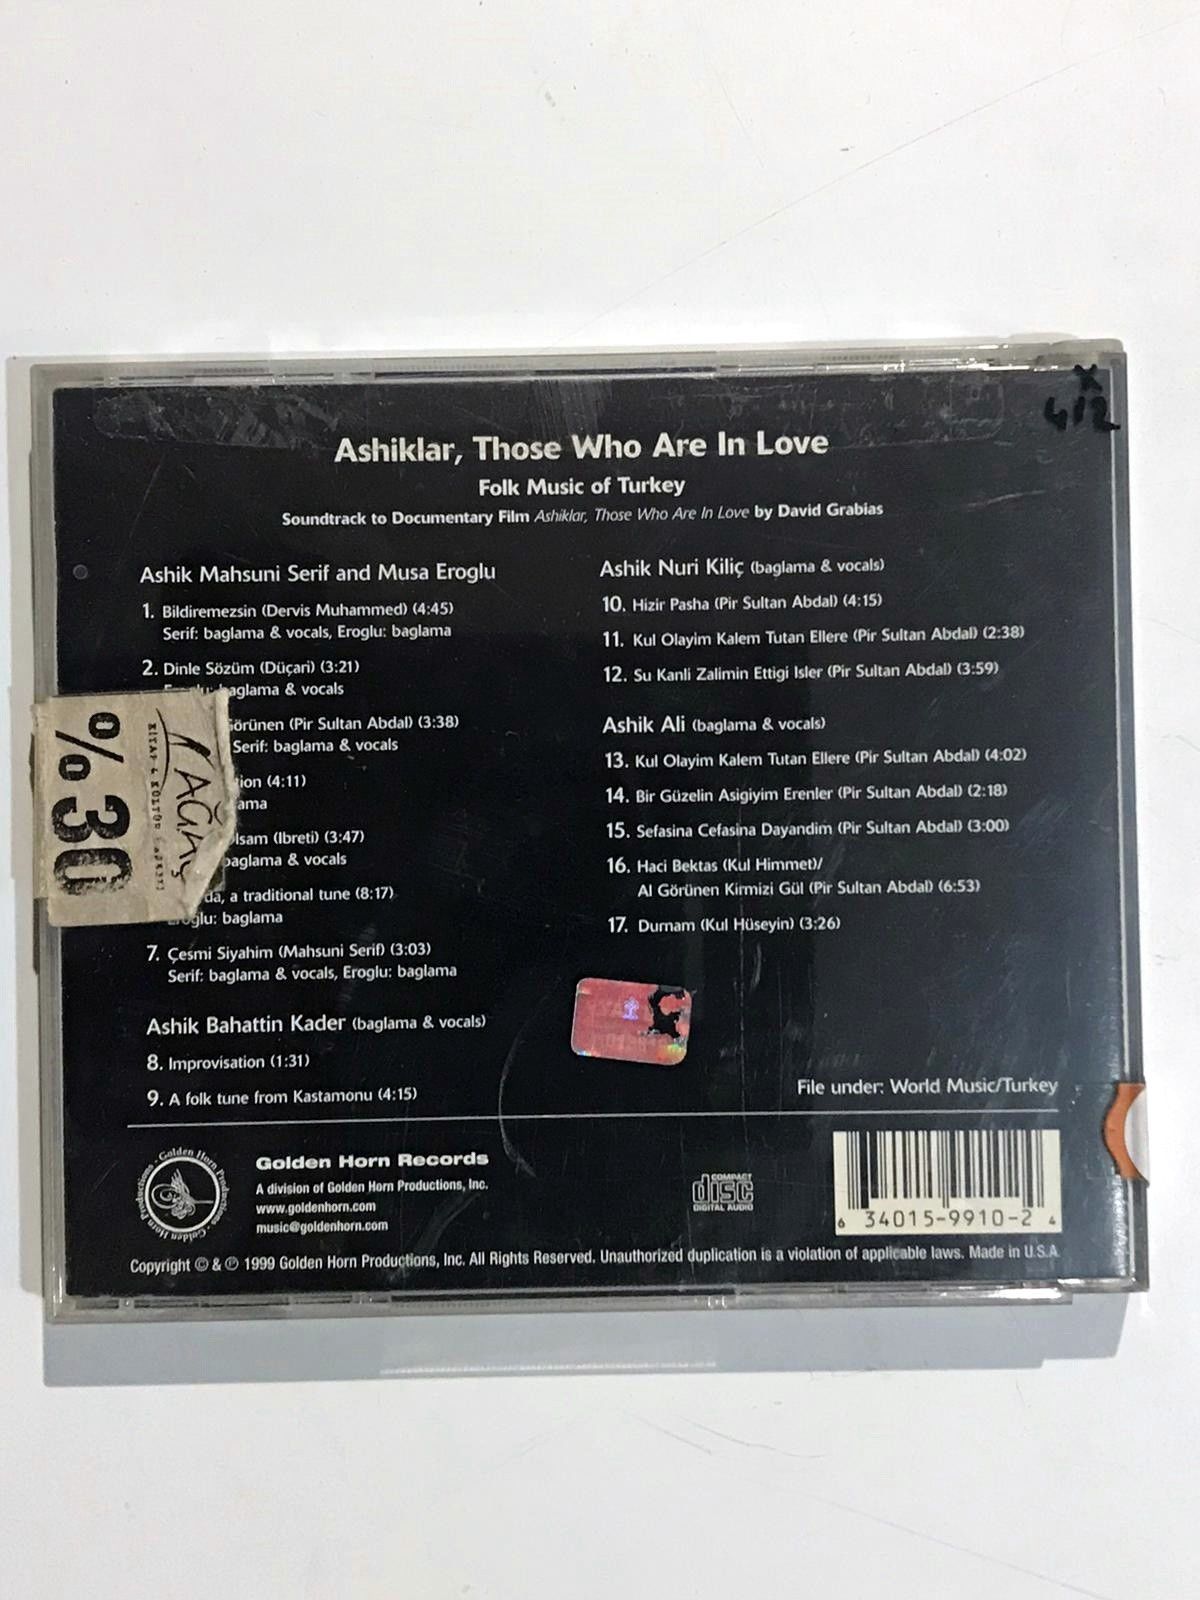 x
412
Ashiklar, Those Who Are In Love
Folk Music of Turkey
Soundtrack to Documentary Film Ashiklar, Those Who Are In Love by David Grabias
Ashik Mahsuni Serif and Musa Eroglu
1. Bildiremezsin (Dervis Muhammed) (4:45)
Serif: baglama & vocals, Eroglu: baglama
2. Dinle Sözüm (Düçari) (3:21)
baglama & vocals
Görünen (Pir Sultan Abdal) (3:38)
Serif: baglama & vocals
(4:11)
(Ibreti) (3:47)
baglama & vocals
a traditional tune (8:17)
Eroglu: baglama
7. Çesmi Siyahim (Mahsuni Serif) (3:03)
Serif: baglama & vocals, Eroglu: baglama
Ashik Bahattin Kader (baglama & vocals)
8. Improvisation (1:31)
9. A folk tune from Kastamonu (4:15)
Ashik Nuri Kiliç (baglama & vocals)
10. Hizir Pasha (Pir Sultan Abdal) (4:15)
11. Kul Olayim Kalem Tutan Ellere (Pir Sultan Abdal) (2:38)
12. Su Kanli Zalimin Ettigi Isler (Pir Sultan Abdal) (3:59)
Ashik Ali (baglama & vocals)
13. Kul Olayim Kalem Tutan Ellere (Pir Sultan Abdal) (4:02)
14. Bir Güzelin Asigiyim Erenler (Pir Sultan Abdal) (2:18)
15. Sefasina Cefasina Dayandim (Pir Sultan Abdal) (3:00)
16. Haci Bektas (Kul Himmet)/
Al Görünen Kirmizi Gül (Pir Sultan Abdal) (6:53)
17. Durnam (Kul Hüseyin) (3:26)
%30
File under: World Music/Turkey
Golden Horn Productions · Golden Horn Productions ·
Golden Horn Records
A division of Golden Horn Productions, Inc.
www.goldenhorn.com
music@goldenhorn.com
COMPACT
disc
DIGITAL AUDIO
6 34015-9910-2 4
Copyright © & ℗ 1999 Golden Horn Productions, Inc. All Rights Reserved. Unauthorized duplication is a violation of applicable laws. Made in U.S.A